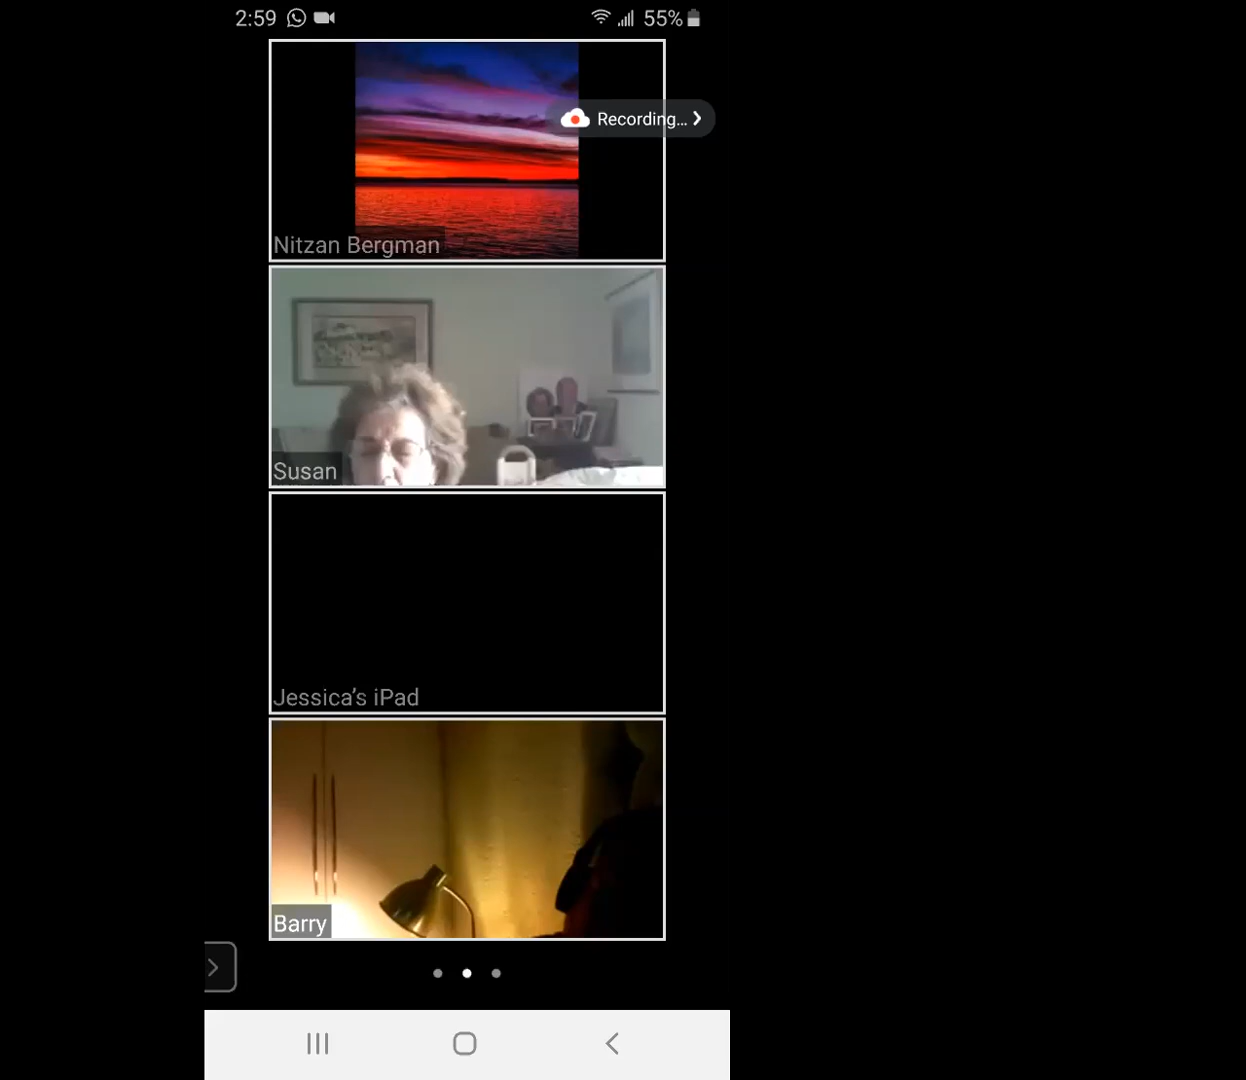 2:59 55%
Recording...
Nitzan Bergman
Susan
Jessica's iPad
Barry